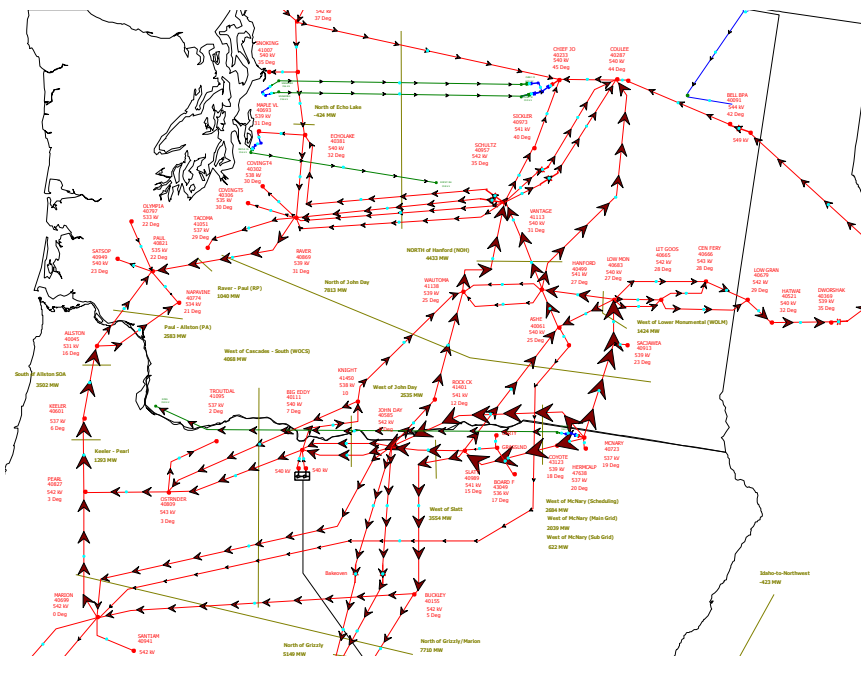 542 kV
37 Deg
SNOKING
41007
540 kV
35 Deg
CHIEF JO
40233
540 kV
45 Deg
COULEE
40287
540 kV
44 Deg
MAPLE VL
40693
539 kV
31 Deg
North of Echo Lake
-424 MW
BELL BPA
40091
544 kV
42 Deg
549 kV
ECHOLAKE
40381
540 kV
32 Deg
SICKLER
40973
541 kV
40 Deg
SCHULTZ
40957
542 kV
35 Deg
COVINGT4
40302
538 kV
30 Deg
COVINGT5
40306
535 kV
30 Deg
OLYMPIA
40797
533 kV
22 Deg
TACOMA
41051
537 kV
29 Deg
VANTAGE
41113
540 kV
31 Deg
PAUL
40821
535 kV
22 Deg
SATSOP
40949
540 kV
23 Deg
RAVER
40869
539 kV
31 Deg
NORTH of Hanford (NOH)
4433 MW
HANFORD
40499
541 kV
27 Deg
LOW MON
40683
540 kV
27 Deg
LIT GOOS
40665
542 kV
28 Deg
CEN FERY
40666
543 kV
28 Deg
LOW GRAN
40679
542 kV
29 Deg
NAPAVINE
40774
534 kV
21 Deg
Raver - Paul (RP)
1040 MW
North of John Day
7813 MW
WAUTOMA
41138
539 kV
25 Deg
HATWAI
40521
540 kV
32 Deg
DWORSHAK
40369
539 kV
35 Deg
ALLSTON
40045
531 kV
16 Deg
Paul - Allston (PA)
2583 MW
ASHE
40061
540 kV
25 Deg
West of Lower Monumental (WOLM)
1424 MW
SACJAWEA
40913
539 kV
23 Deg
West of Cascades - South (WOCS)
4068 MW
South of Allston SOA
3502 MW
KNIGHT
41450
538 kV
10
TROUTDAL
41095
537 kV
2 Deg
BIG EDDY
40111
540 kV
7 Deg
West of John Day
2535 MW
ROCK CK
41401
541 kV
12 Deg
KEELER
40601
537 kV
6 Deg
JOHN DAY
40585
542 kV
Keeler - Pearl
1293 MW
MCNARY
40723
537 kV
19 Deg
COYOTE
43123
539 kV
18 Deg
HERMCALP
47638
537 kV
20 Deg
540 kV
540 kV
SLATT
40989
541 kV
15 Deg
BOARD F
43049
536 kV
17 Deg
PEARL
40827
542 kV
3 Deg
OSTRNDER
40809
543 kV
3 Deg
West of Slatt
3554 MW
West of McNery (Scheduling)
2884 MW
West of McNery (Main Grid)
2039 MW
West of McNery (Sub Grid)
622 MW
Bakeoven
Idaho-to-Northwest
-423 MW
MARION
40699
542 kV
0 Deg
BUCKLEY
40155
542 kV
5 Deg
SANTIAM
40941
542 kV
North of Grizzly
5149 MW
North of Grizzly/Marion
7710 MW